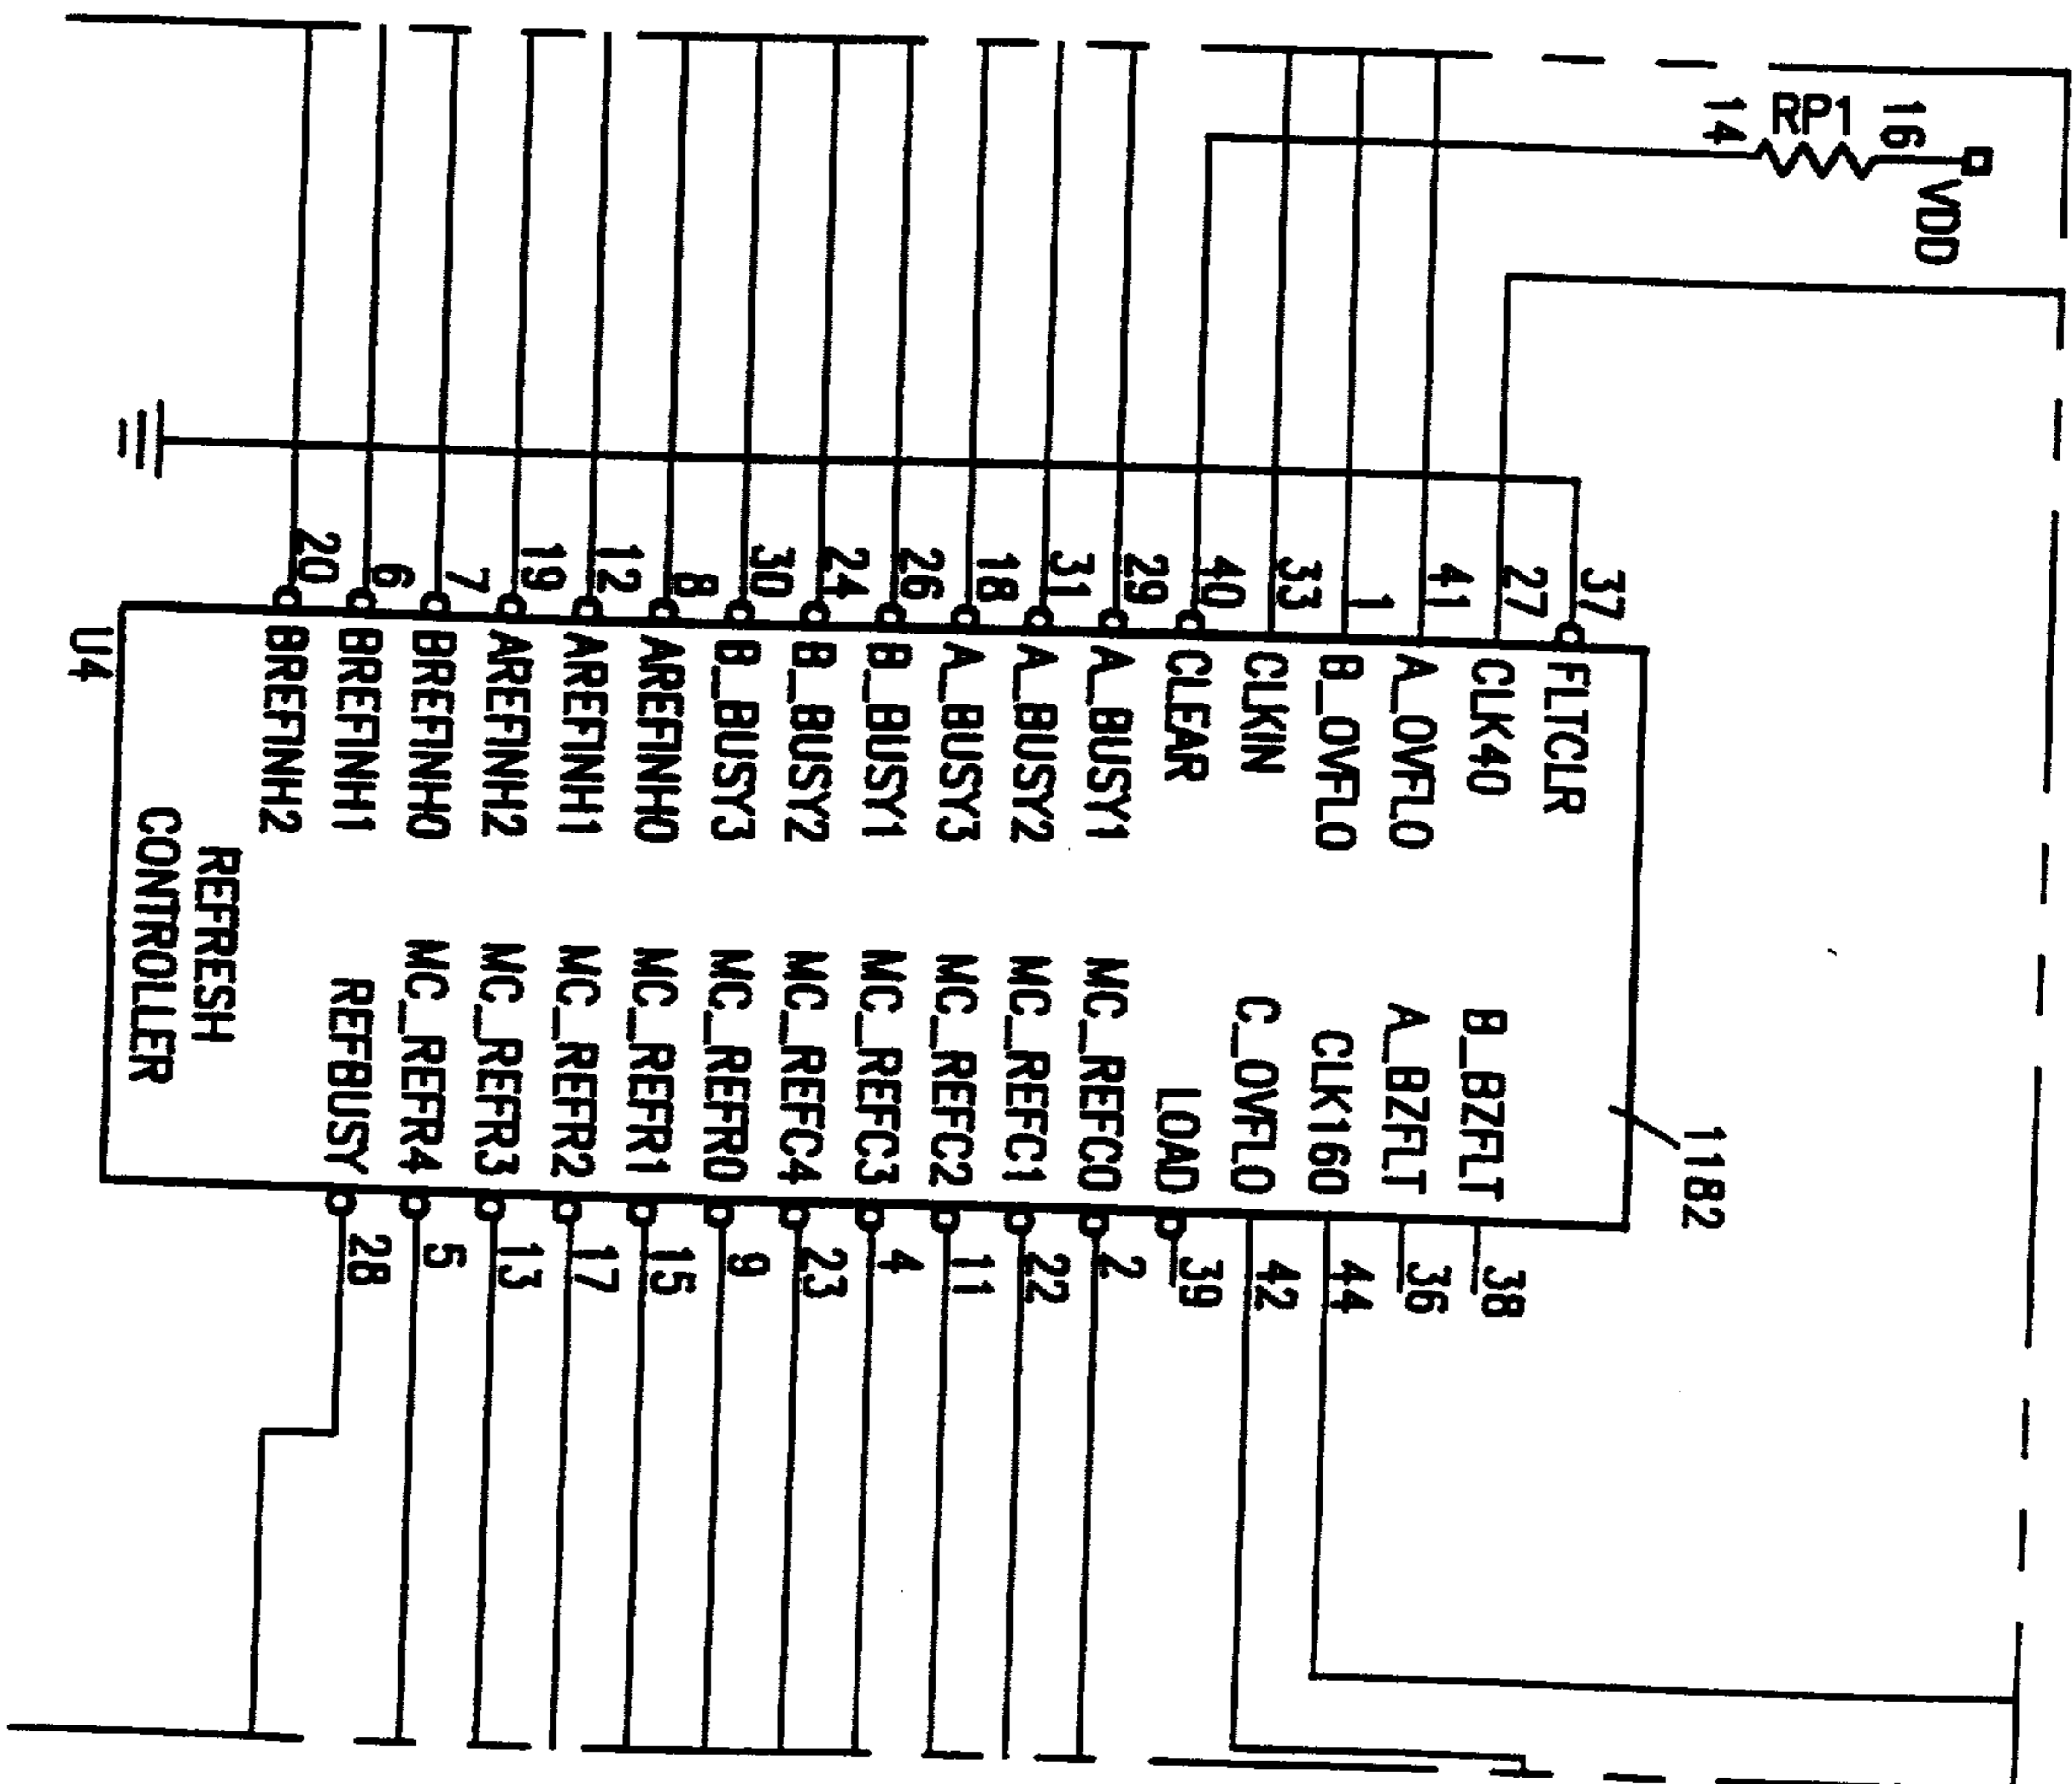 VDD
16
RP1
14
1182
37 FLTCLR
27 CLK40
41 A_OVFLO
1 B_OVFLO
33 CLKIN
40 CLEAR
29 A_BUSY1
31 A_BUSY2
18 A_BUSY3
26 B_BUSY1
24 B_BUSY2
30 B_BUSY3
8 AREFINH0
12 AREFINH1
19 AREFINH2
7 BREFINH0
6 BREFINH1
20 BREFINH2
B_BZFLT 38
A_BZFLT 36
CLK160 44
C_OVFLO 42
LOAD 39
MC_REFC0 2
MC_REFC1 22
MC_REFC2 11
MC_REFC3 4
MC_REFC4 23
MC_REFR0 9
MC_REFR1 15
MC_REFR2 17
MC_REFR3 13
MC_REFR4 5
REFBUSY 28
REFRESH
CONTROLLER
U4